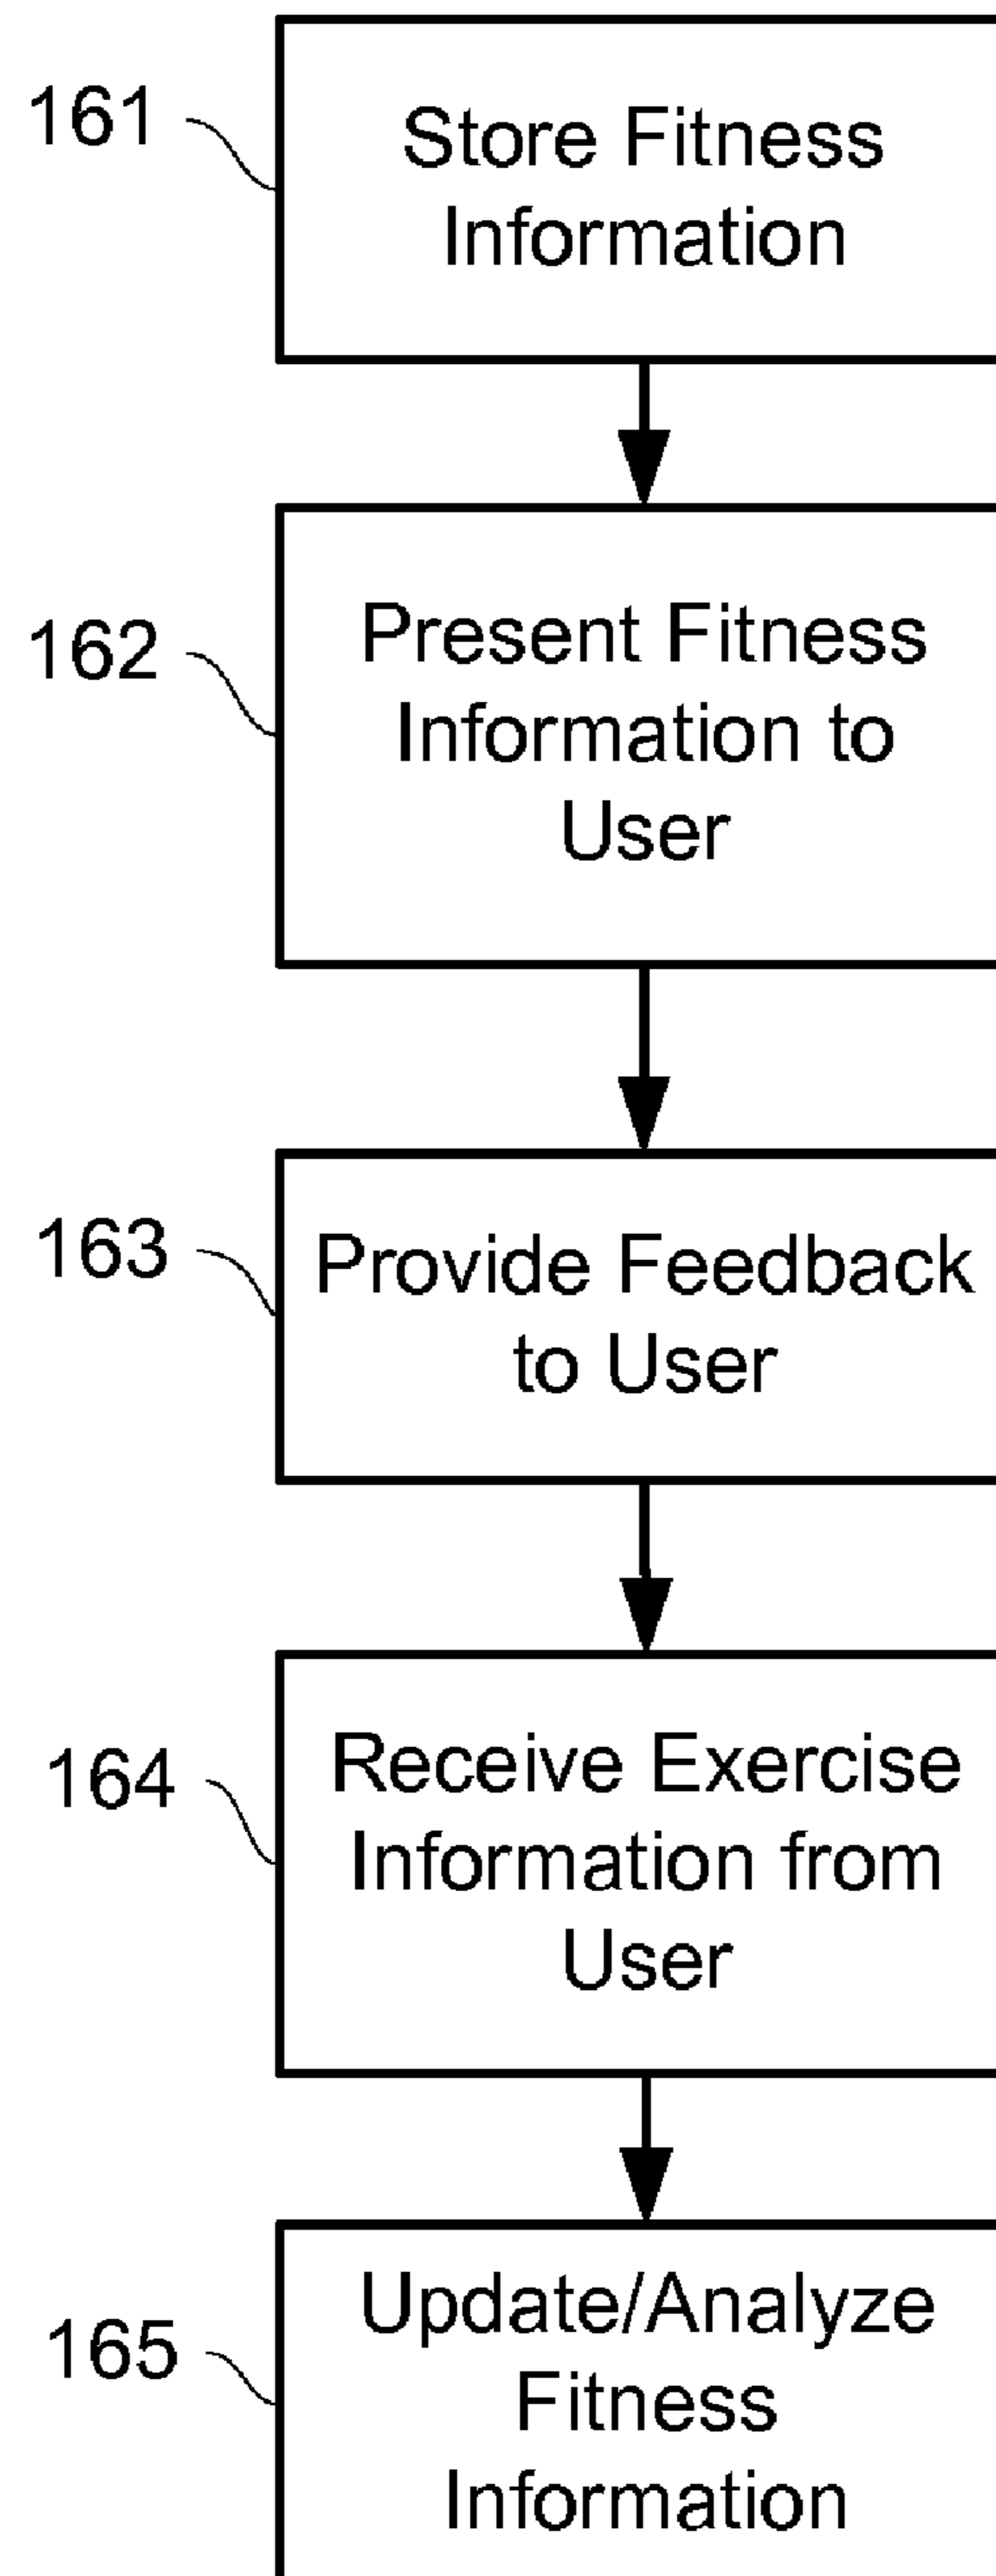 161
Store Fitness
Information
162
Present Fitness
Information to
User
163
Provide Feedback
to User
164
Receive Exercise
Information from
User
165
Update/Analyze
Fitness
Information